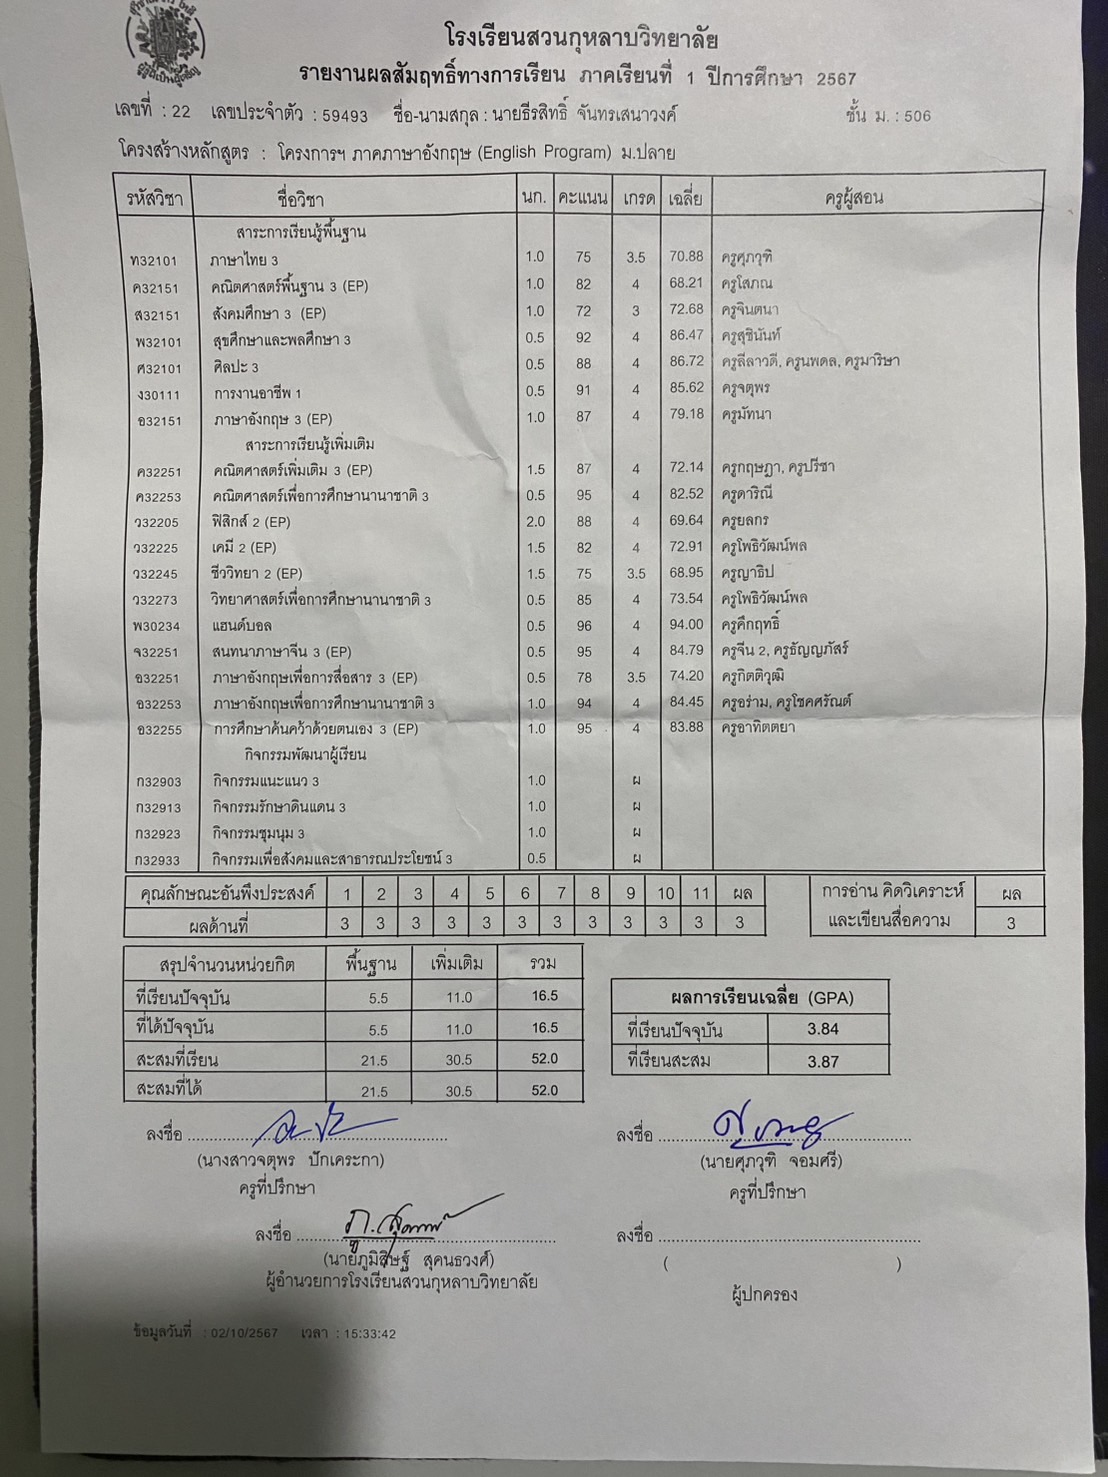 โรงเรียนสวนกุหลาบวิทยาลัย
รายงานผลสัมฤทธิ์ทางการเรียน ภาคเรียนที่ 1 ปีการศึกษา 2567
เลขที่ : 22 เลขประจำตัว : 59493 ชื่อ-นามสกุล : นายธีรสิทธิ์ จันทรเสนาวงค์ ชั้น ม. : 506
โครงสร้างหลักสูตร : โครงการฯ ภาคภาษาอังกฤษ (English Program) ม.ปลาย
รหัสวิชา ชื่อวิชา นก. คะแนน เกรด เฉลี่ย ครูผู้สอน
สาระการเรียนรู้พื้นฐาน
ท32101 ภาษาไทย 3 1.0 75 3.5 70.88 ครูศุภวุฑิ
ค32151 คณิตศาสตร์พื้นฐาน 3 (EP) 1.0 82 4 68.21 ครูโสภณ
ส32151 สังคมศึกษา 3 (EP) 1.0 72 3 72.68 ครูจินตนา
พ32101 สุขศึกษาและพลศึกษา 3 0.5 92 4 86.47 ครูสุชินันท์
ศ32101 ศิลปะ 3 0.5 88 4 86.72 ครูลีลาวดี, ครูนพดล, ครูมาริษา
ง30111 การงานอาชีพ 1 0.5 91 4 85.62 ครูจตุพร
อ32151 ภาษาอังกฤษ 3 (EP) 1.0 87 4 79.18 ครูมัทนา
สาระการเรียนรู้เพิ่มเติม
ค32251 คณิตศาสตร์เพิ่มเติม 3 (EP) 1.5 87 4 72.14 ครูกฤษฎา, ครูปรีชา
ค32253 คณิตศาสตร์เพื่อการศึกษานานาชาติ 3 0.5 95 4 82.52 ครูดาริณี
ว32205 ฟิสิกส์ 2 (EP) 2.0 88 4 69.64 ครูยลกร
ว32225 เคมี 2 (EP) 1.5 82 4 72.91 ครูโพธิวัฒน์พล
ว32245 ชีววิทยา 2 (EP) 1.5 75 3.5 68.95 ครูญาธิป
ว32273 วิทยาศาสตร์เพื่อการศึกษานานาชาติ 3 0.5 85 4 73.54 ครูโพธิวัฒน์พล
พ30234 แฮนด์บอล 0.5 96 4 94.00 ครูคึกฤทธิ์
จ32251 สนทนาภาษาจีน 3 (EP) 0.5 95 4 84.79 ครูจีน 2, ครูธัญญภัสร์
อ32251 ภาษาอังกฤษเพื่อการสื่อสาร 3 (EP) 0.5 78 3.5 74.20 ครูกิตติวุฒิ
อ32253 ภาษาอังกฤษเพื่อการศึกษานานาชาติ 3 1.0 94 4 84.45 ครูอร่าม, ครูโชคศรัณต์
อ32255 การศึกษาค้นคว้าด้วยตนเอง 3 (EP) 1.0 95 4 83.88 ครูอาทิตตยา
กิจกรรมพัฒนาผู้เรียน
ก32903 กิจกรรมแนะแนว 3 1.0 ผ
ก32913 กิจกรรมรักษาดินแดน 3 1.0 ผ
ก32923 กิจกรรมชุมนุม 3 1.0 ผ
ก32933 กิจกรรมเพื่อสังคมและสาธารณประโยชน์ 3 0.5 ผ
คุณลักษณะอันพึงประสงค์ 1 2 3 4 5 6 7 8 9 10 11 ผล
ผลด้านที่ 3 3 3 3 3 3 3 3 3 3 3 3
การอ่าน คิดวิเคราะห์ ผล
และเขียนสื่อความ 3
สรุปจำนวนหน่วยกิต พื้นฐาน เพิ่มเติม รวม
ที่เรียนปัจจุบัน 5.5 11.0 16.5
ที่ได้ปัจจุบัน 5.5 11.0 16.5
สะสมที่เรียน 21.5 30.5 52.0
สะสมที่ได้ 21.5 30.5 52.0
ผลการเรียนเฉลี่ย (GPA)
ที่เรียนปัจจุบัน 3.84
ที่เรียนสะสม 3.87
ลงชื่อ
(นางสาวจตุพร ปักเคระกา)
ครูที่ปรึกษา
ลงชื่อ
(นายศุภวุฑิ จอมศรี)
ครูที่ปรึกษา
ลงชื่อ
(นายภูมิสิษฐ์ สุคนธวงศ์)
ผู้อำนวยการโรงเรียนสวนกุหลาบวิทยาลัย
ลงชื่อ
( )
ผู้ปกครอง
ข้อมูลวันที่ : 02/10/2567 เวลา : 15:33:42